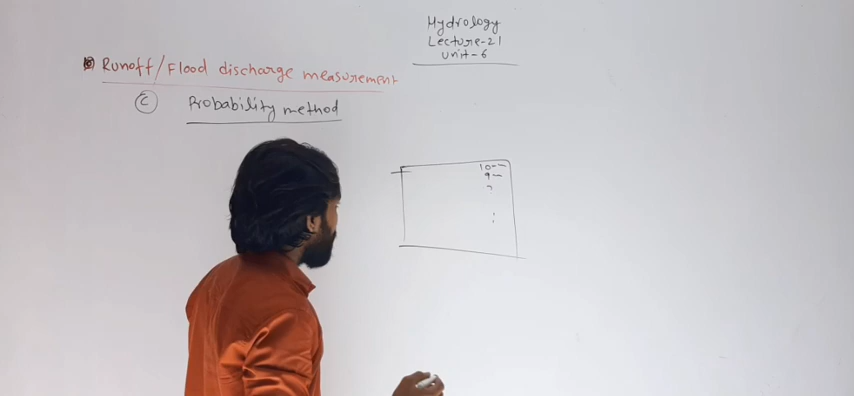 Hydrology
Lecture-21
Unit-6
Runoff/Flood discharge measurement
C Probability method
10--
9-